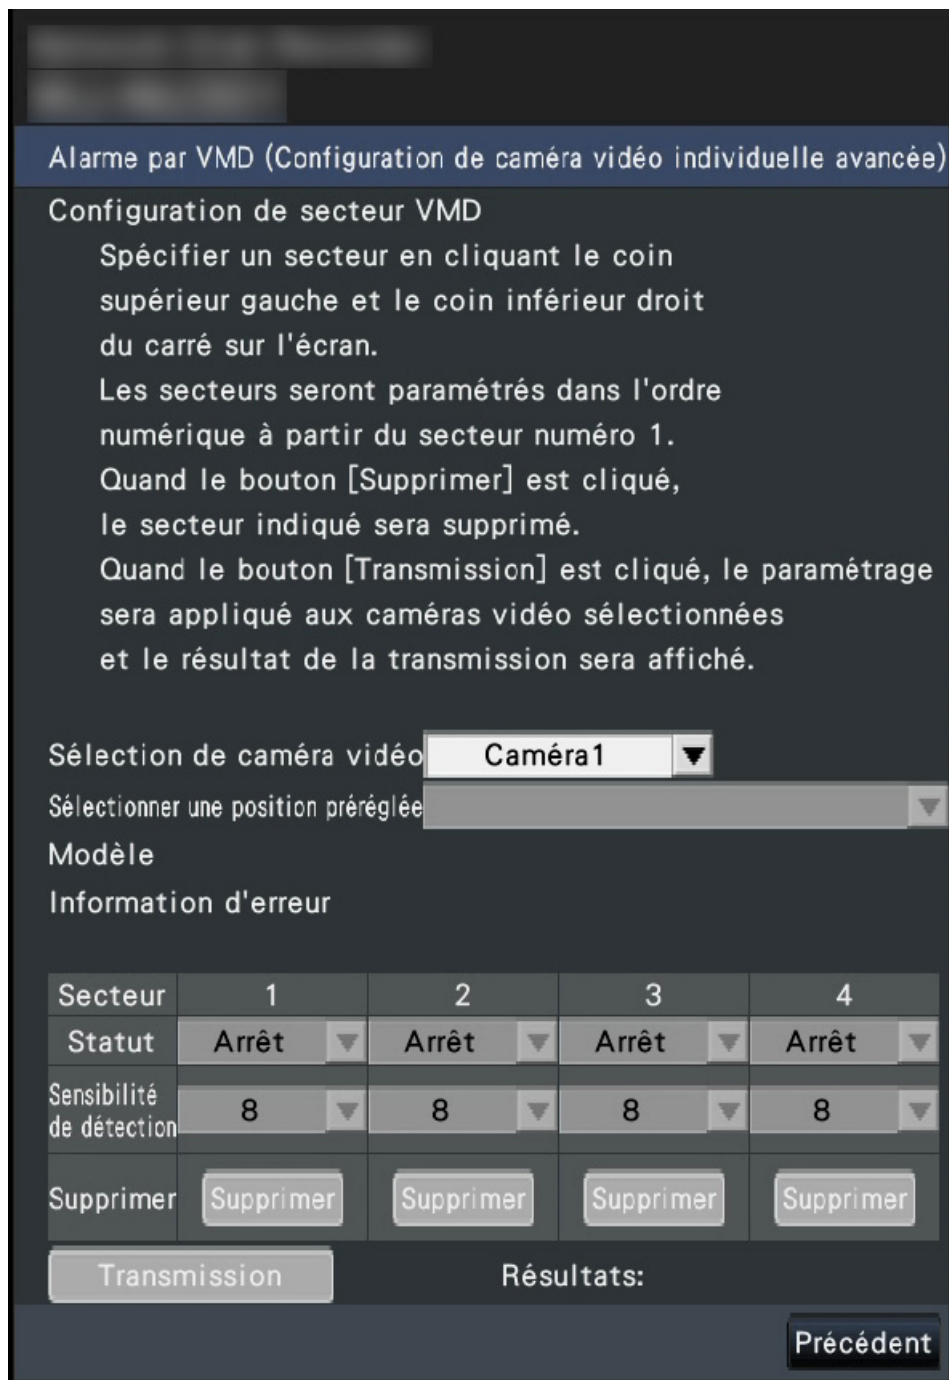 Alarme par VMD (Configuration de caméra vidéo individuelle avancée)
Configuration de secteur VMD
Spécifier un secteur en cliquant le coin
supérieur gauche et le coin inférieur droit
du carré sur l'écran.
Les secteurs seront paramétrés dans l'ordre
numérique à partir du secteur numéro 1.
Quand le bouton [Supprimer] est cliqué,
le secteur indiqué sera supprimé.
Quand le bouton [Transmission] est cliqué, le paramétrage
sera appliqué aux caméras vidéo sélectionnées
et le résultat de la transmission sera affiché.
Sélection de caméra vidéo Caméra1
Sélectionner une position préréglée
Modèle
Information d'erreur
Secteur 1 2 3 4
Statut Arrêt Arrêt Arrêt Arrêt
Sensibilité
de détection 8 8 8 8
Supprimer Supprimer Supprimer Supprimer Supprimer
Transmission Résultats:
Précédent